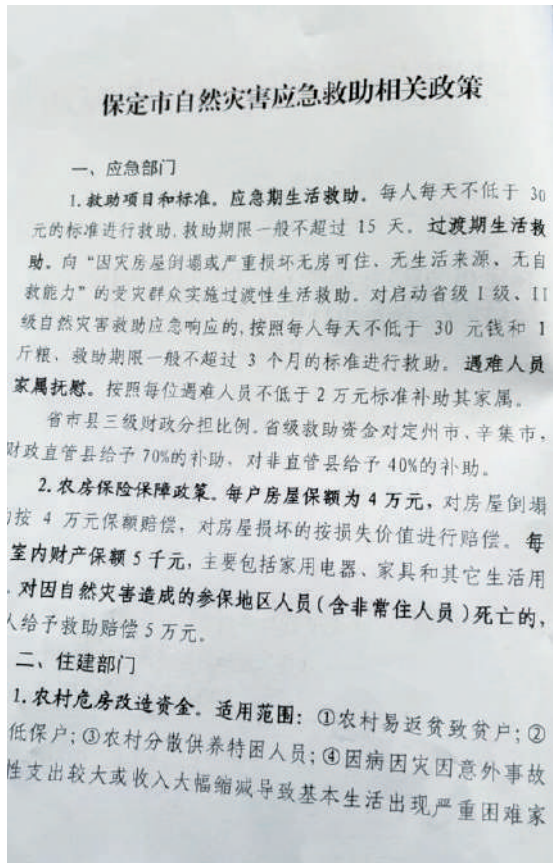 保定市自然灾害应急救助相关政策
一、应急部门
1.救助项目和标准。应急期生活救助。每人每天不低于 30
元的标准进行救助,救助期限一般不超过 15 天。过渡期生活救
助。向“因灾房屋倒塌或严重损坏无房可住、无生活来源、无自
救能力”的受灾群众实施过渡性生活救助。对启动省级 I 级、II
级自然灾害救助应急响应的,按照每人每天不低于 30 元钱和 1
斤粮、救助期限一般不超过 3 个月的标准进行救助。遇难人员
家属抚慰。按照每位遇难人员不低于 2 万元标准补助其家属。
省市县三级财政分担比例。省级救助资金对定州市、辛集市,
财政直管县给予 70%的补助,对非直管县给予 40%的补助。
2.农房保险保障政策。每户房屋保额为 4 万元,对房屋倒塌
按 4 万元保额赔偿,对房屋损坏的按损失价值进行赔偿。每
室内财产保额 5 千元,主要包括家用电器、家具和其它生活用
对因自然灾害造成的参保地区人员(含非常住人员)死亡的,
人给予救助赔偿 5 万元。
二、住建部门
1.农村危房改造资金。适用范围:①农村易返贫致贫户;②
低保户;③农村分散供养特困人员;④因病因灾因意外事故
性支出较大或收入大幅缩减导致基本生活出现严重困难家